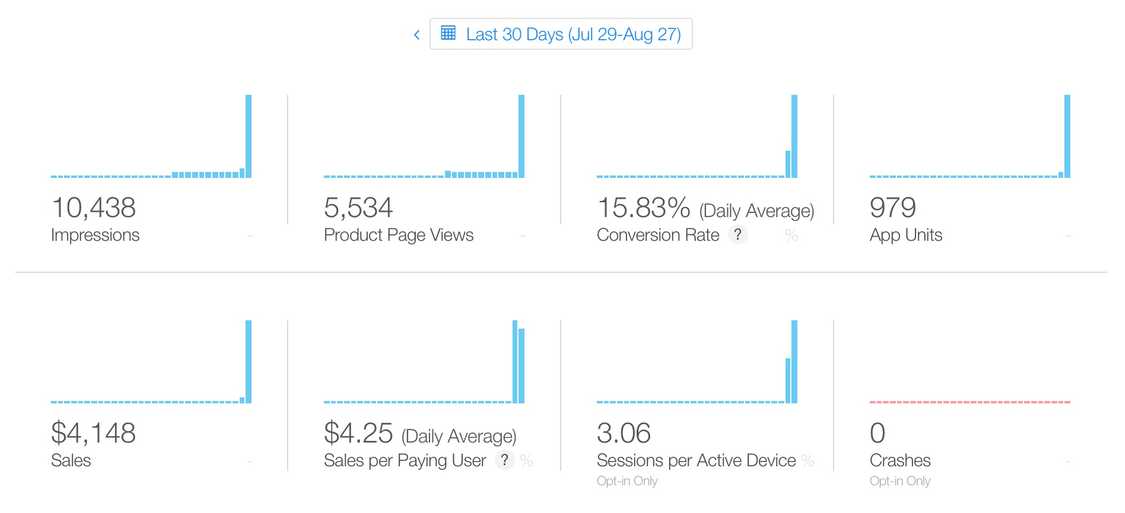 Last 30 Days (Jul 29-Aug 27)
10,438
Impressions -
5,534
Product Page Views -
15.83% (Daily Average)
Conversion Rate ? %
979
App Units -
$4,148
Sales -
$4.25 (Daily Average)
Sales per Paying User ? %
3.06
Sessions per Active Device %
Opt-in Only
0
Crashes -
Opt-in Only